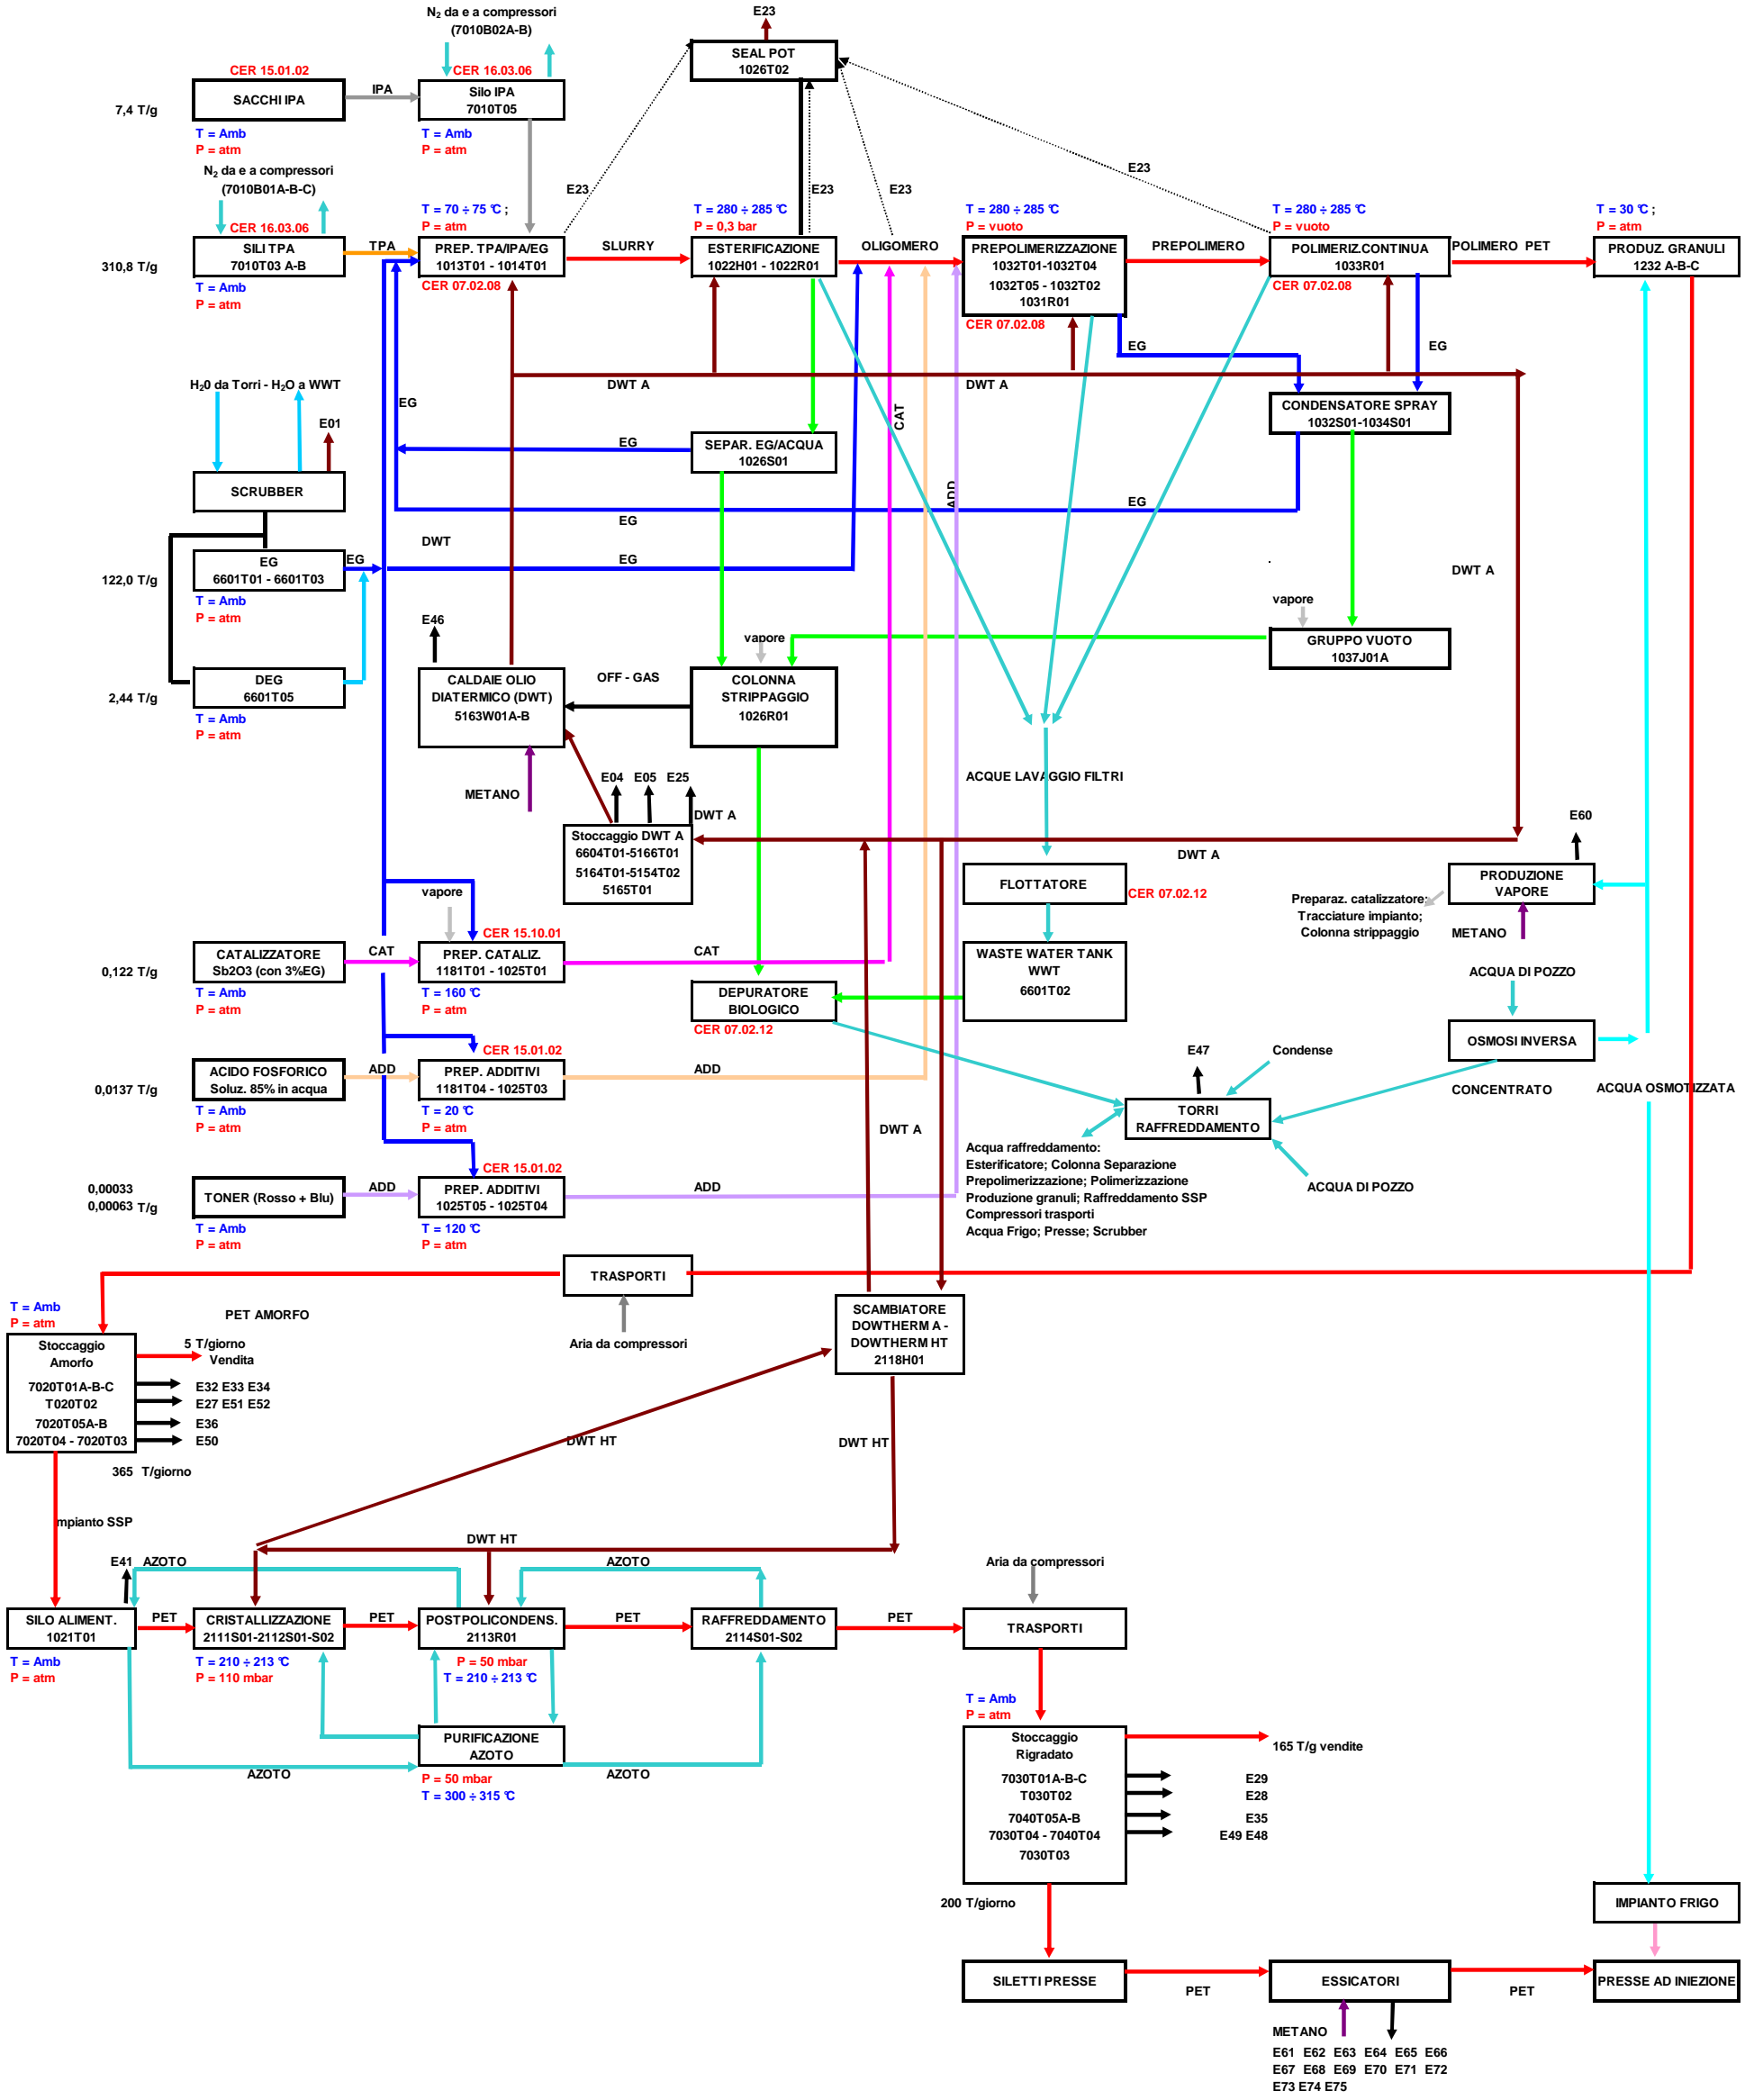 N2 da e a compressori
(7010B02A-B)
E23
SEAL POT
1026T02
CER 15.01.02
CER 16.03.06
SACCHI IPA
IPA
Silo IPA
7010T05
7,4 T/g
T = Amb
P = atm
T = Amb
P = atm
N2 da e a compressori
(7010B01A-B-C)
E23
E23
E23
E23
CER 16.03.06
T = 70 ÷ 75 °C ;
P = atm
T = 280 ÷ 285°C
P = 0,3 bar
T = 280 ÷ 285°C
P = vuoto
T = 280 ÷ 285°C
P = vuoto
T = 30 °C ;
P = atm
310,8 T/g
SILI TPA
7010T03 A-B
TPA
PREP. TPA/IPA/EG
1013T01 - 1014T01
SLURRY
ESTERIFICAZIONE
1022H01 - 1022R01
OLIGOMERO
PREPOLIMERIZZAZIONE
1032T01-1032T04
1032T05 - 1032T02
1031R01
PREPOLIMERO
POLIMERIZ.CONTINUA
1033R01
POLIMERO PET
PRODUZ. GRANULI
1232 A-B-C
T = Amb
P = atm
CER 07.02.08
CER 07.02.08
CER 07.02.08
EG
EG
H20 da Torri - H2O a WWT
DWT A
DWT A
EG
CAT
CONDENSATORE SPRAY
1032S01-1034S01
E01
EG
SEPAR. EG/ACQUA
1026S01
SCRUBBER
ADD
EG
EG
DWT
EG
EG
6601T01 - 6601T03
EG
122,0 T/g
T = Amb
P = atm
.
DWT A
vapore
E46
vapore
GRUPPO VUOTO
1037J01A
2,44 T/g
DEG
6601T05
T = Amb
P = atm
CALDAIE OLIO
DIATERMICO (DWT)
5163W01A-B
OFF - GAS
COLONNA
STRIPPAGGIO
1026R01
METANO
E04 E05 E25
ACQUE LAVAGGIO FILTRI
DWT A
Stoccaggio DWT A
6604T01-5166T01
5164T01-5154T02
5165T01
DWT A
E60
vapore
FLOTTATORE
CER 07.02.12
PRODUZIONE
VAPORE
Preparaz. catalizzatore;
Tracciature impianto;
Colonna strippaggio
METANO
CER 15.10.01
0,122 T/g
CATALIZZATORE
Sb2O3 (con 3%EG)
CAT
PREP. CATALIZ.
1181T01 - 1025T01
CAT
WASTE WATER TANK
WWT
6601T02
ACQUA DI POZZO
T = Amb
P = atm
T = 160 °C
P = atm
DEPURATORE
BIOLOGICO
CER 07.02.12
OSMOSI INVERSA
CER 15.01.02
E47
Condense
0,0137 T/g
ACIDO FOSFORICO
Soluz. 85% in acqua
ADD
PREP. ADDITIVI
1181T04 - 1025T03
ADD
CONCENTRATO
ACQUA OSMOTIZZATA
T = Amb
P = atm
T = 20 °C
P = atm
TORRI
RAFFREDDAMENTO
DWT A
Acqua raffreddamento:
Esterificatore; Colonna Separazione
Prepolimerizzazione; Polimerizzazione
Produzione granuli; Raffreddamento SSP
Compressori trasporti
Acqua Frigo; Presse; Scrubber
ACQUA DI POZZO
CER 15.01.02
0,00033
0,00063 T/g
TONER (Rosso + Blu)
ADD
PREP. ADDITIVI
1025T05 - 1025T04
ADD
T = Amb
P = atm
T = 120 °C
P = atm
TRASPORTI
Aria da compressori
T = Amb
P = atm
PET AMORFO
SCAMBIATORE
DOWTHERM A -
DOWTHERM HT
2118H01
Stoccaggio
Amorfo
7020T01A-B-C
T020T02
7020T05A-B
7020T04 - 7020T03
5 T/giorno
Vendita
E32 E33 E34
E27 E51 E52
E36
E50
365 T/giorno
DWT HT
DWT HT
mpianto SSP
DWT HT
E41 AZOTO
AZOTO
Aria da compressori
SILO ALIMENT.
1021T01
PET
CRISTALLIZZAZIONE
2111S01-2112S01-S02
PET
POSTPOLICONDENS.
2113R01
PET
RAFFREDDAMENTO
2114S01-S02
PET
TRASPORTI
T = Amb
P = atm
T = 210 ÷ 213 °C
P = 110 mbar
P = 50 mbar
T = 210 ÷ 213 °C
PURIFICAZIONE
AZOTO
AZOTO
AZOTO
P = 50 mbar
T = 300 ÷ 315 °C
T = Amb
P = atm
Stoccaggio
Rigradato
7030T01A-B-C
T030T02
7040T05A-B
7030T04 - 7040T04
7030T03
165 T/g vendite
E29
E28
E35
E49 E48
200 T/giorno
IMPIANTO FRIGO
SILETTI PRESSE
PET
ESSICATORI
PET
PRESSE AD INIEZIONE
METANO
E61 E62 E63 E64 E65 E66
E67 E68 E69 E70 E71 E72
E73 E74 E75